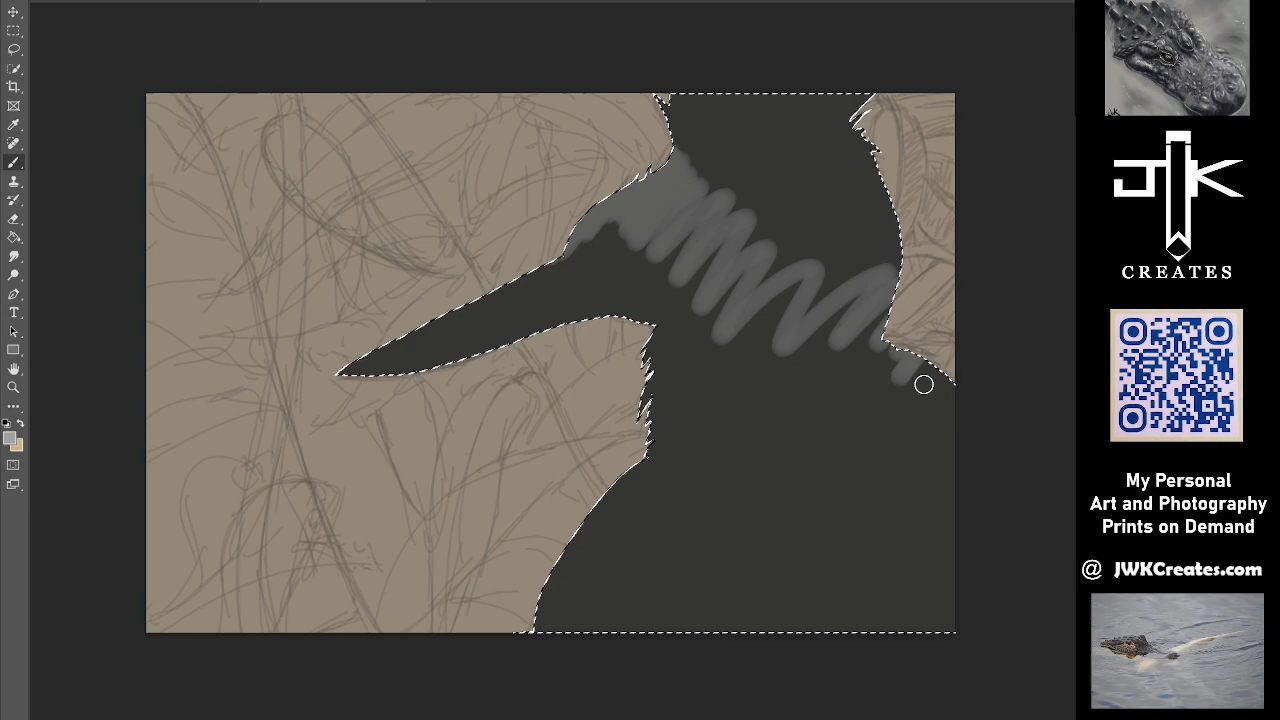 JK
CREATES
My Personal
Art and Photography
Prints on Demand
@ JWKCreates.com